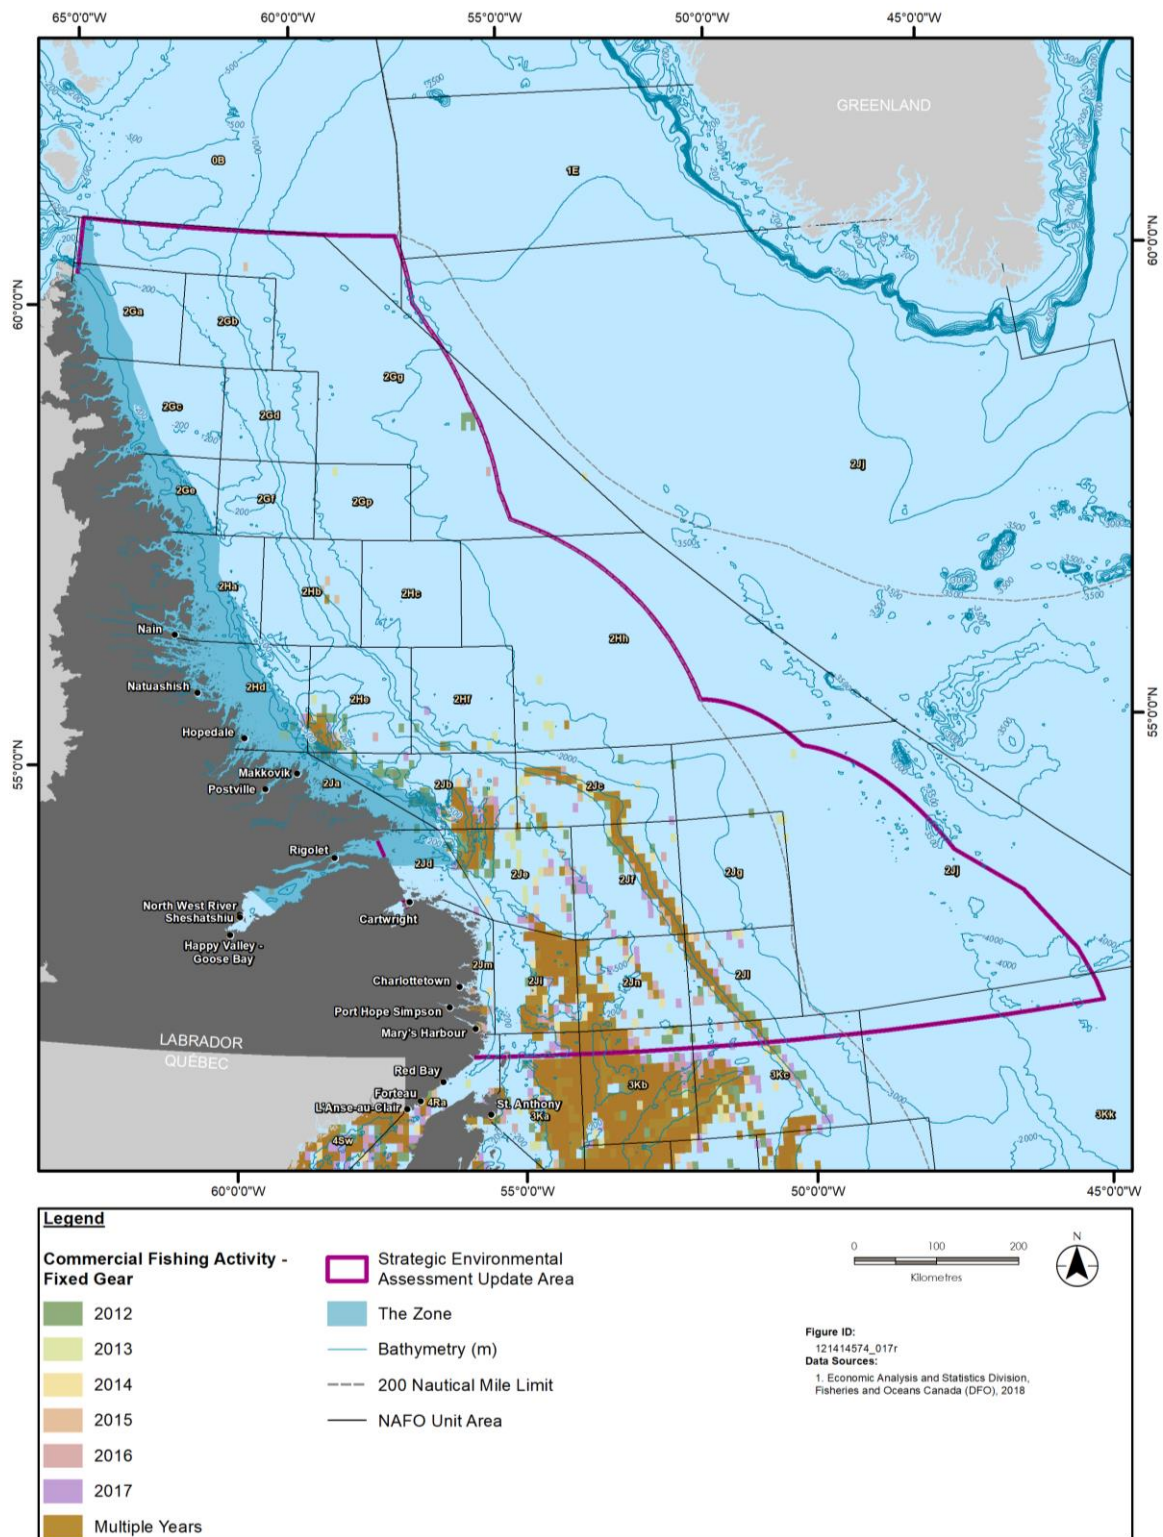 65°0'0"W 60°0'0"W 55°0'0"W 50°0'0"W 45°0'0"W
GREENLAND
0B
1E
60°0'0"N
60°0'0"N
2Ga
2Gb
2Gg
2Gc
2Gd
2Jj
2Ge
2Gf
2Gp
2Ha
2Hb
2Hc
Nain
2Hh
Natuashish
2Hd
2He
2Hf
55°0'0"N
Hopedale
55°0'0"N
Makkovik
2Ja
2Jb
2Jc
Postville
Rigolet
2Jd
2Je
2Jf
2Jg
2Jj
North West River
Sheshatshiu
Cartwright
Happy Valley -
Goose Bay
2Jm
2Ji
2Jn
2Jl
Charlottetown
Port Hope Simpson
Mary's Harbour
LABRADOR
QUÉBEC
Red Bay
3Kb
3Kc
Forteau
4Ra
St. Anthony
L'Anse-au-Clair
3Ka
3Kk
4Sw
60°0'0"W 55°0'0"W 50°0'0"W 45°0'0"W
Legend
Commercial Fishing Activity -
Fixed Gear
2012
2013
2014
2015
2016
2017
Multiple Years
Strategic Environmental
Assessment Update Area
The Zone
Bathymetry (m)
200 Nautical Mile Limit
NAFO Unit Area
0 100 200
Kilometres
N
Figure ID:
121414574_017r
Data Sources:
1. Economic Analysis and Statistics Division,
Fisheries and Oceans Canada (DFO), 2018